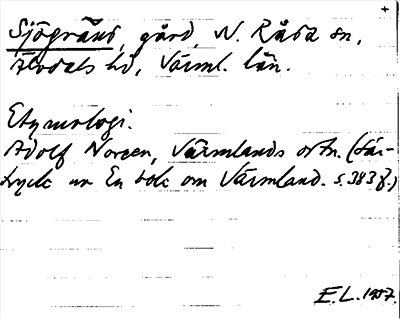 +
Sjögränd, gård, N. Råda sn,
Älvdals hd, Värml. län.
Etymologi.
Adolf Noreen, Värmlands ortn. (Sär-
tryck ur En bok om Värmland. s. 383 f.)
E.L. 1957.